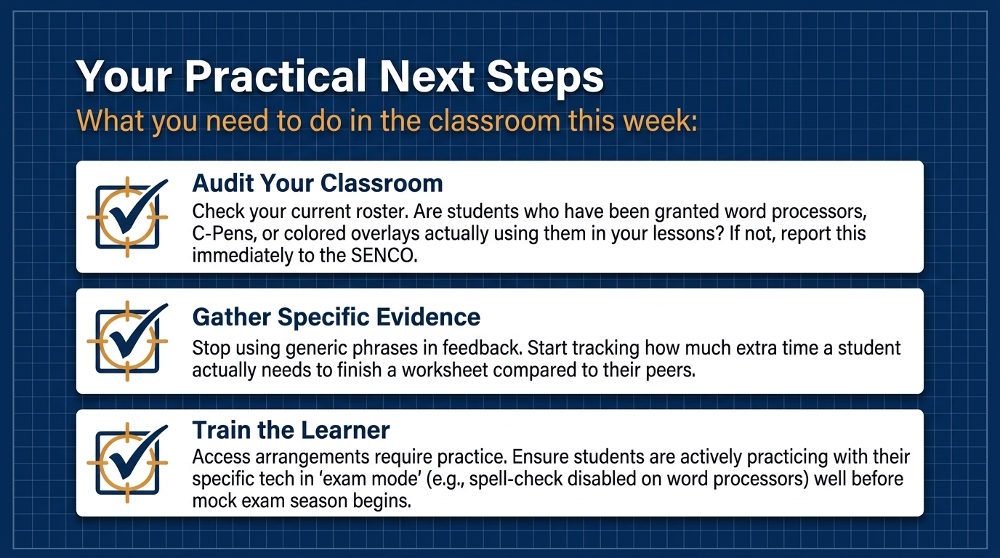 Your Practical Next Steps
What you need to do in the classroom this week:
Audit Your Classroom
Check your current roster. Are students who have been granted word processors,
C-Pens, or colored overlays actually using them in your lessons? If not, report this
immediately to the SENCO.
Gather Specific Evidence
Stop using generic phrases in feedback. Start tracking how much extra time a student
actually needs to finish a worksheet compared to their peers.
Train the Learner
Access arrangements require practice. Ensure students are actively practicing with their
specific tech in ‘exam mode’ (e.g., spell-check disabled on word processors) well before
mock exam season begins.